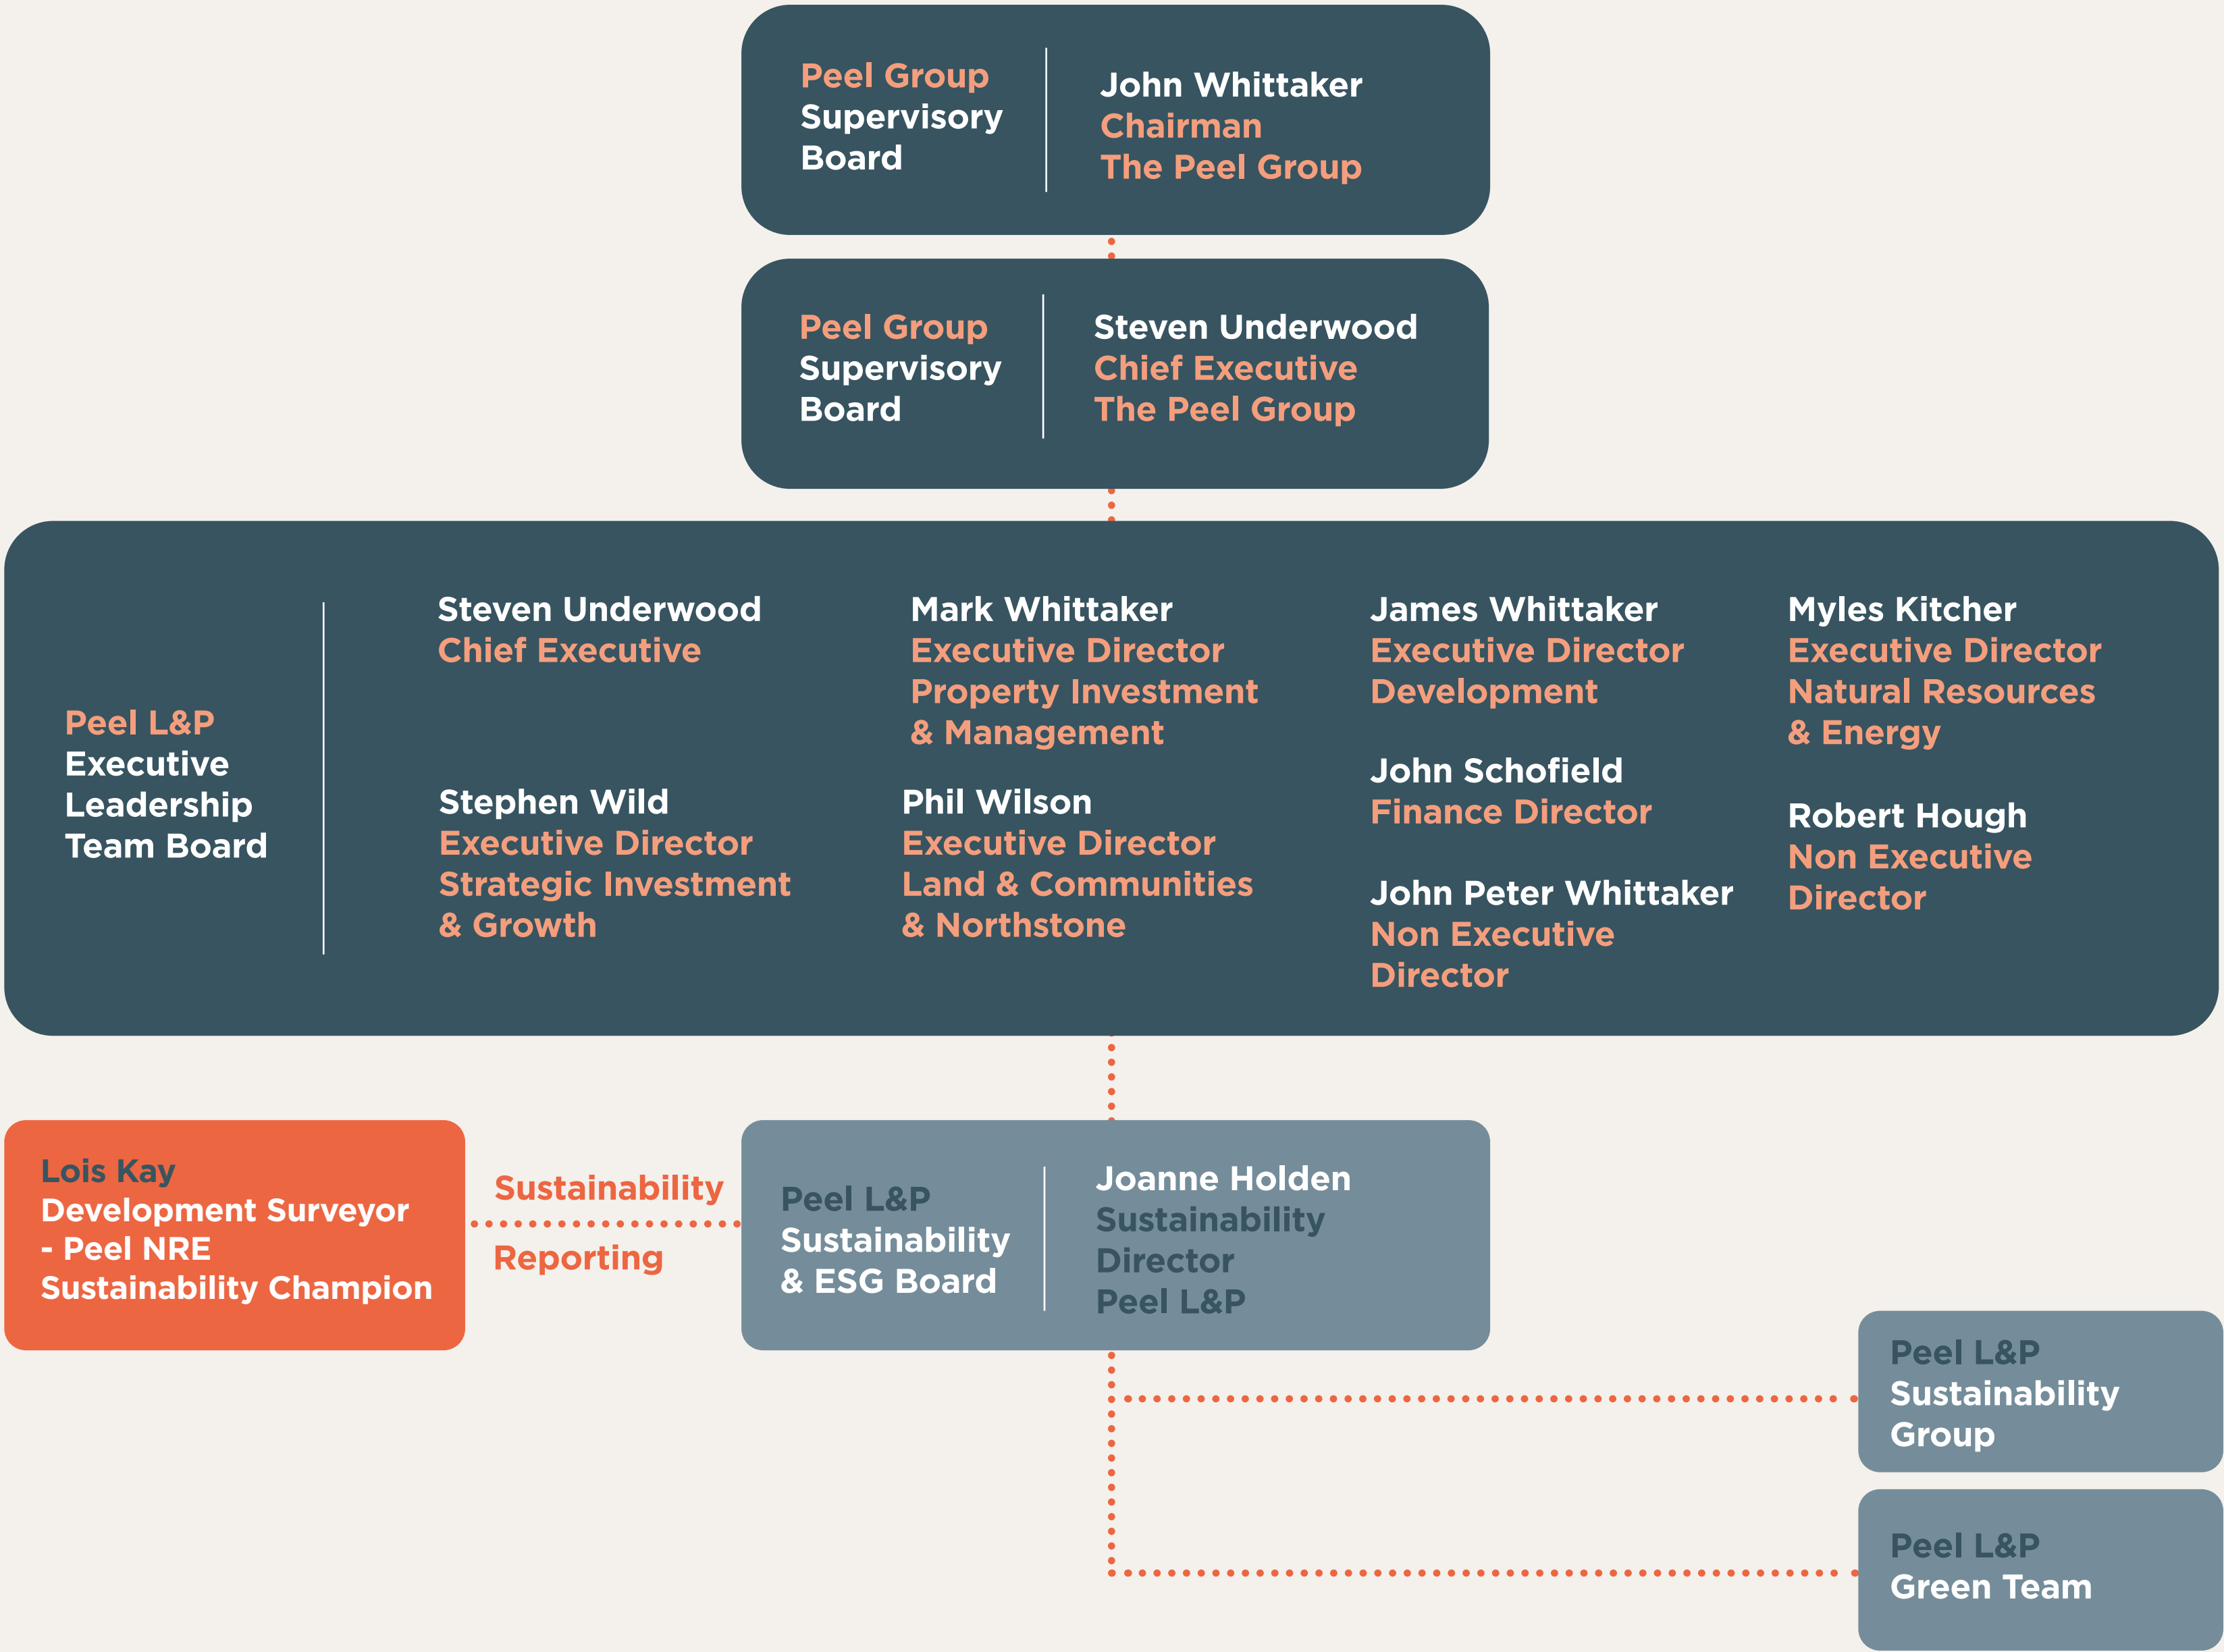 Peel Group
Supervisory
Board
John Whittaker
Chairman
The Peel Group
Peel Group
Supervisory
Board
Steven Underwood
Chief Executive
The Peel Group
Peel L&P
Executive
Leadership
Team Board
Steven Underwood
Chief Executive
Mark Whittaker
Executive Director
Property Investment
& Management
James Whittaker
Executive Director
Development
Myles Kitcher
Executive Director
Natural Resources
& Energy
Stephen Wild
Executive Director
Strategic Investment
& Growth
Phil Wilson
Executive Director
Land & Communities
& Northstone
John Schofield
Finance Director
John Peter Whittaker
Non Executive
Director
Robert Hough
Non Executive
Director
Lois Kay
Development Surveyor
- Peel NRE
Sustainability Champion
Sustainability
Reporting
Peel L&P
Sustainability
& ESG Board
Joanne Holden
Sustainability
Director
Peel L&P
Peel L&P
Sustainability
Group
Peel L&P
Green Team